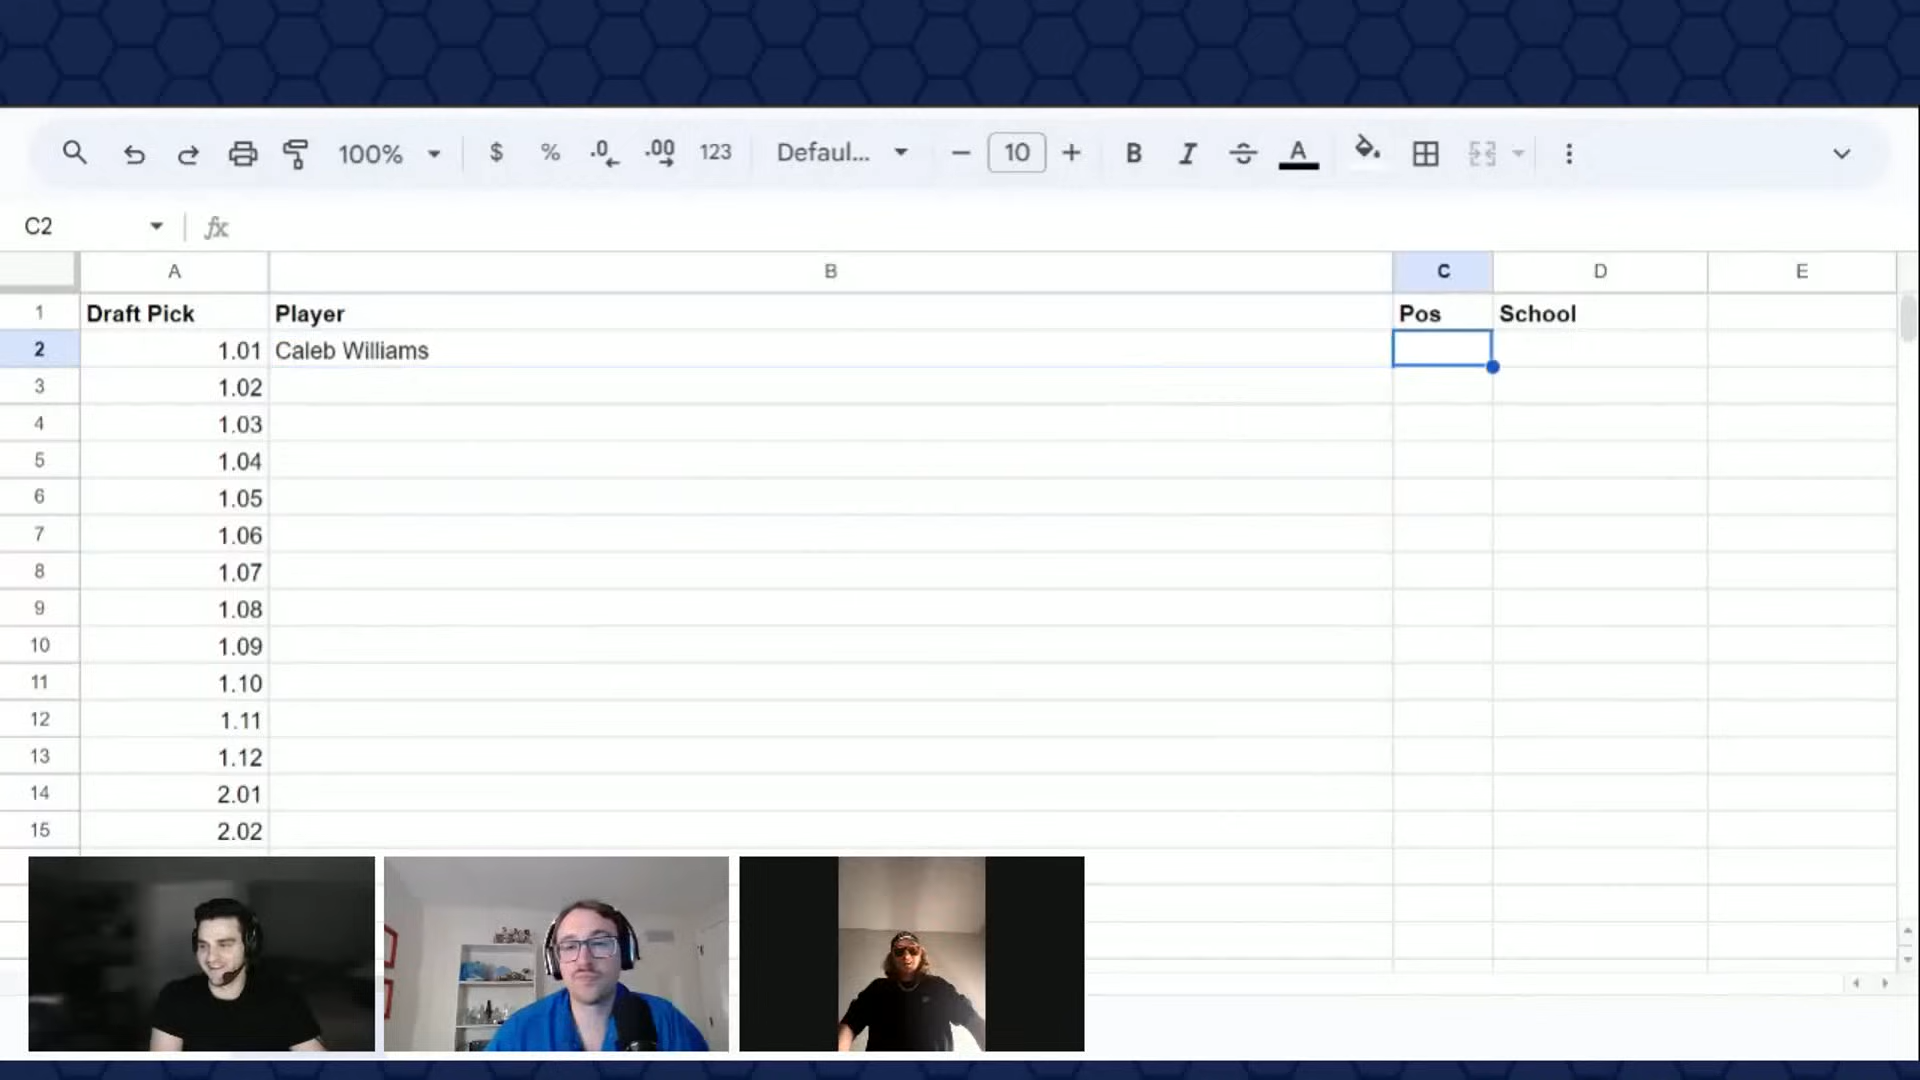 100% $ % .0 .00 123 Defaul... − 10 + B I S A
C2 fx
A B C D E
1 Draft Pick Player Pos School
2 1.01 Caleb Williams
3 1.02
4 1.03
5 1.04
6 1.05
7 1.06
8 1.07
9 1.08
10 1.09
11 1.10
12 1.11
13 1.12
14 2.01
15 2.02